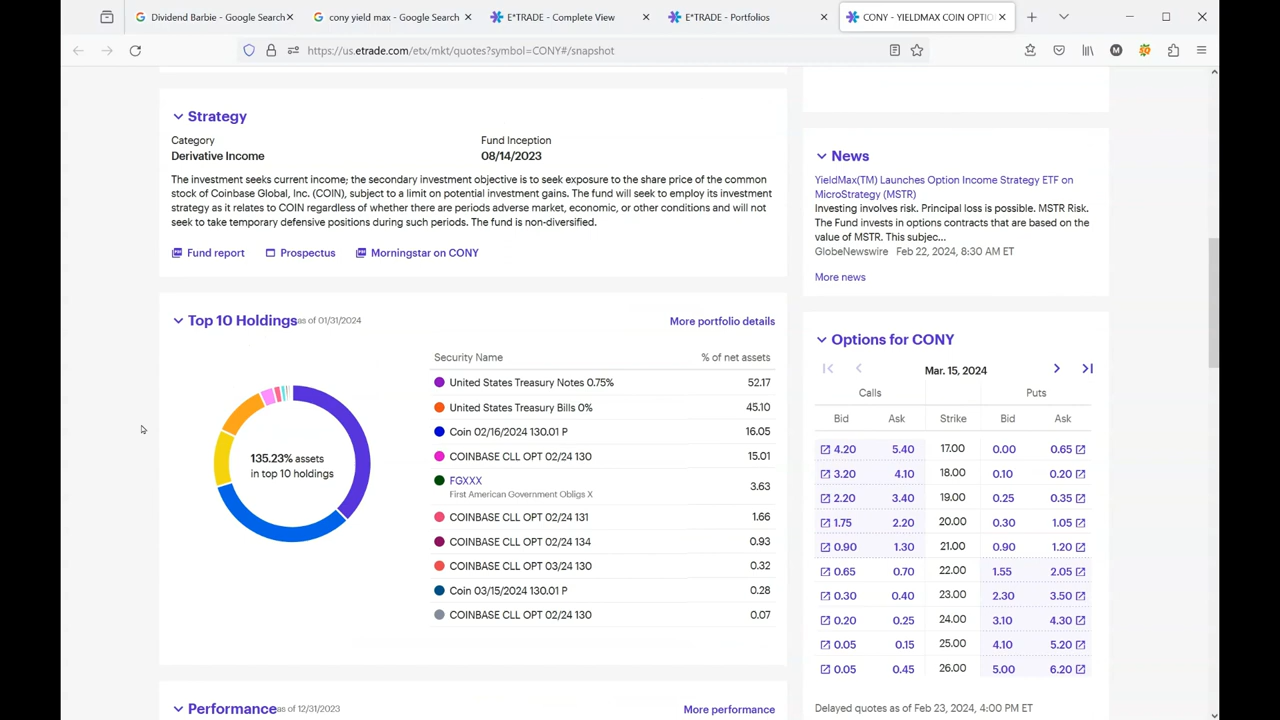 Dividend Barbie - Google Search
cony yield max - Google Search
E*TRADE - Complete View
E*TRADE - Portfolios
CONY - YIELDMAX COIN OPTIO
https://us.etrade.com/etx/mkt/quotes?symbol=CONY#/snapshot
Strategy
Category
Fund Inception
Derivative Income
08/14/2023
The investment seeks current income; the secondary investment objective is to seek exposure to the share price of the common
stock of Coinbase Global, Inc. (COIN), subject to a limit on potential investment gains. The fund will seek to employ its investment
strategy as it relates to COIN regardless of whether there are periods adverse market, economic, or other conditions and will not
seek to take temporary defensive positions during such periods. The fund is non-diversified.
Fund report
Prospectus
Morningstar on CONY
Top 10 Holdings as of 01/31/2024
More portfolio details
135.23% assets
in top 10 holdings
Security Name % of net assets
United States Treasury Notes 0.75% 52.17
United States Treasury Bills 0% 45.10
Coin 02/16/2024 130.01 P 16.05
COINBASE CLL OPT 02/24 130 15.01
FGXXX
First American Government Obligs X 3.63
COINBASE CLL OPT 02/24 131 1.66
COINBASE CLL OPT 02/24 134 0.93
COINBASE CLL OPT 03/24 130 0.32
Coin 03/15/2024 130.01 P 0.28
COINBASE CLL OPT 02/24 130 0.07
Performance as of 12/31/2023
More performance
News
YieldMax(TM) Launches Option Income Strategy ETF on
MicroStrategy (MSTR)
Investing involves risk. Principal loss is possible. MSTR Risk.
The Fund invests in options contracts that are based on the
value of MSTR. This subjec...
GlobeNewswire Feb 22, 2024, 8:30 AM ET
More news
Options for CONY
Mar. 15, 2024
Calls Puts
Bid Ask Strike Bid Ask
4.20 5.40 17.00 0.00 0.65
3.20 4.10 18.00 0.10 0.20
2.20 3.40 19.00 0.25 0.35
1.75 2.20 20.00 0.30 1.05
0.90 1.30 21.00 0.90 1.20
0.65 0.70 22.00 1.55 2.05
0.30 0.40 23.00 2.30 3.50
0.20 0.25 24.00 3.10 4.30
0.05 0.15 25.00 4.10 5.20
0.05 0.45 26.00 5.00 6.20
Delayed quotes as of Feb 23, 2024, 4:00 PM ET